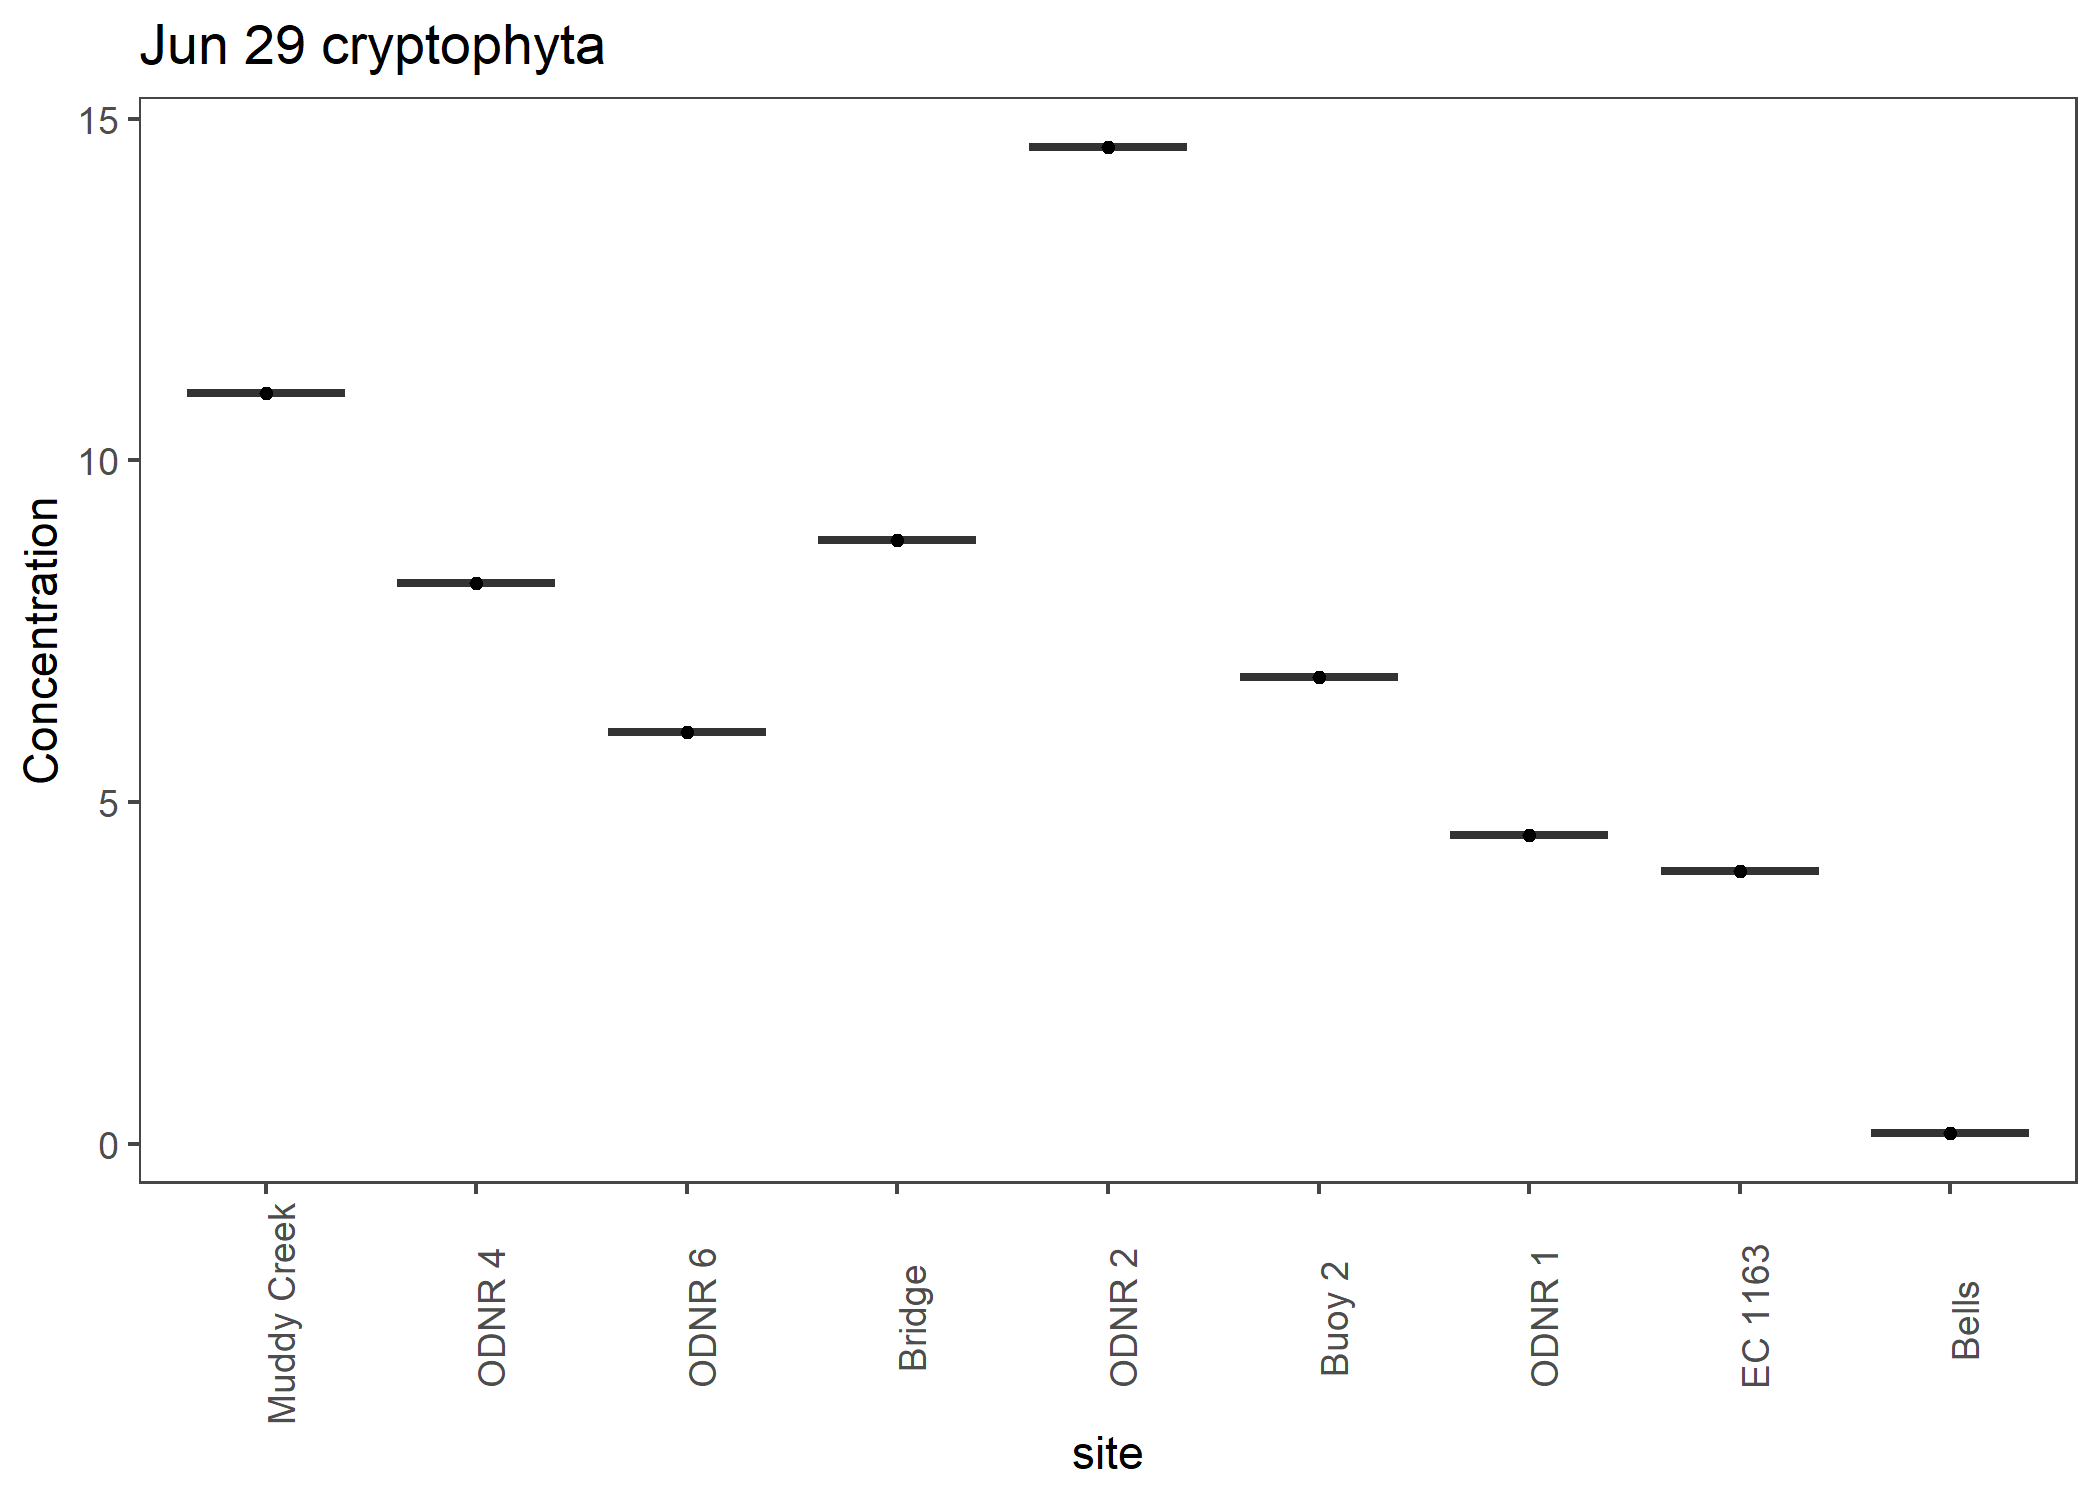 Jun 29 cryptophyta
15
10
5
0
Concentration
Muddy Creek
ODNR 4
ODNR 6
Bridge
ODNR 2
Buoy 2
ODNR 1
EC 1163
Bells
site